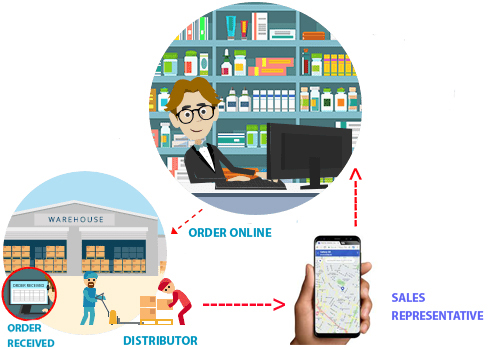 ORDER ONLINE
WAREHOUSE
ORDER RECEIVED
ORDER
RECEIVED
DISTRIBUTOR
SALES
REPRESENTATIVE